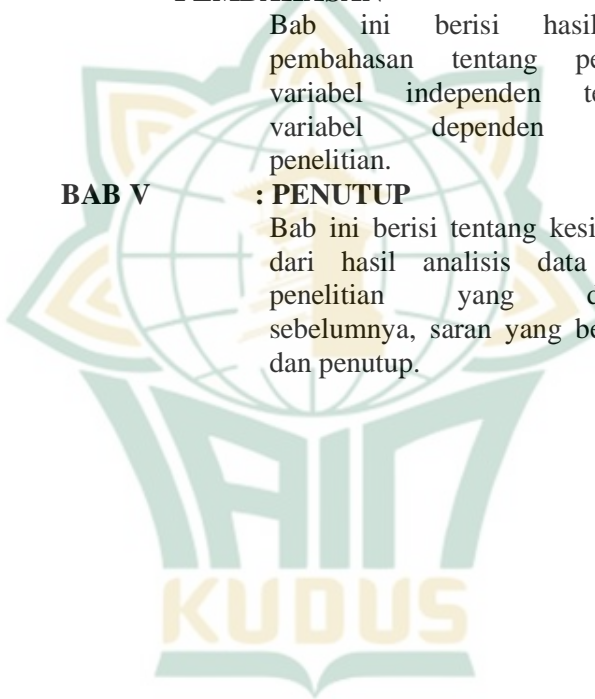 Bab ini berisi hasil
pembahasan tentang
variabel independen
variabel dependen
penelitian.
BAB V : PENUTUP
Bab ini berisi tentang
dari hasil analisis data
penelitian yang
sebelumnya, saran yang
dan penutup.
IAIN
KUDUS